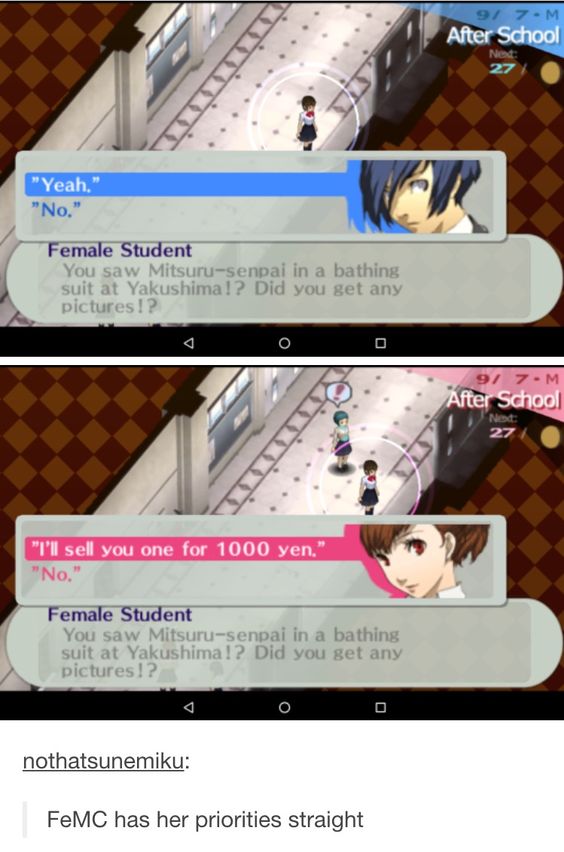 9/ 7・M
After School
Next:
27 /
"Yeah."
"No."
Female Student
You saw Mitsuru-senpai in a bathing
suit at Yakushima!? Did you get any
pictures!?
9/ 7・M
After School
Next:
27 /
!
"I'll sell you one for 1000 yen."
"No."
Female Student
You saw Mitsuru-senpai in a bathing
suit at Yakushima!? Did you get any
pictures!?
nothatsunemiku:
FeMC has her priorities straight